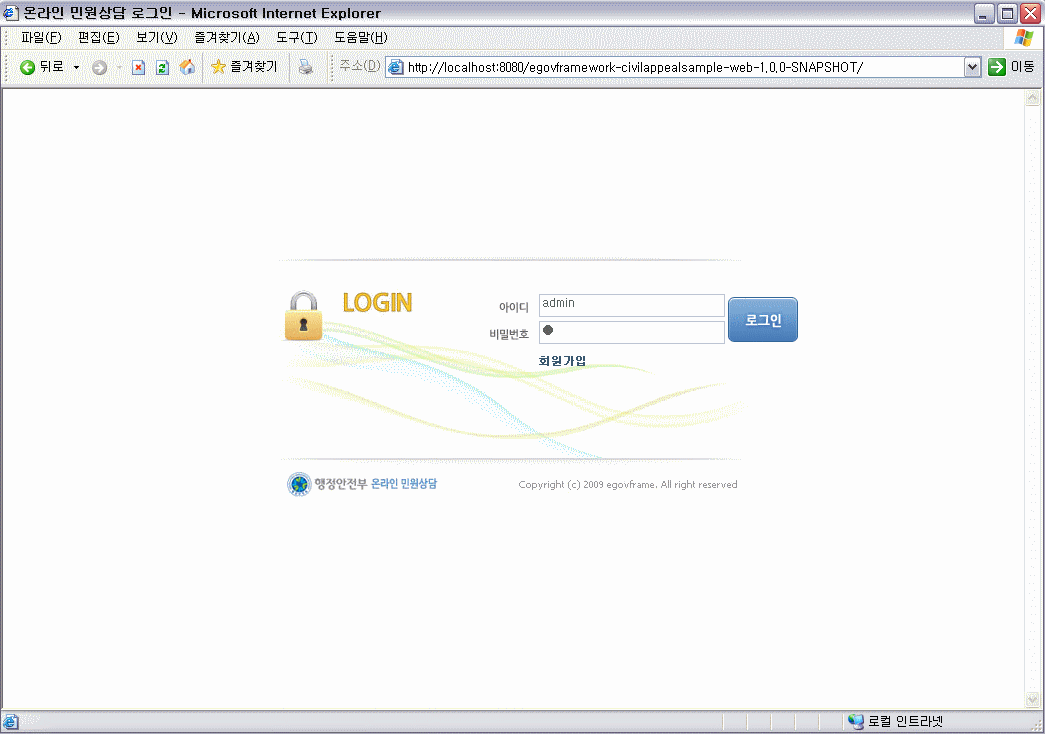 온라인 민원상담 로그인 - Microsoft Internet Explorer
파일(F) 편집(E) 보기(V) 즐겨찾기(A) 도구(T) 도움말(H)
뒤로 즐겨찾기 주소(D) http://localhost:8080/egovframework-civilappealsample-web-1.0.0-SNAPSHOT/ 이동
LOGIN
아이디 admin
비밀번호 ●
로그인
회원가입
행정안전부 온라인 민원상담 Copyright (c) 2009 egovframe. All right reserved
로컬 인트라넷